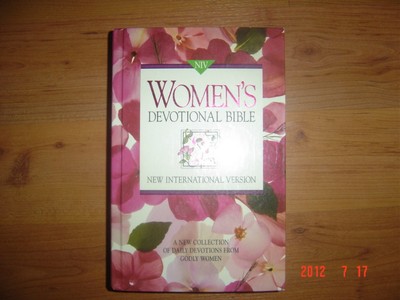 NIV
WOMEN'S
DEVOTIONAL BIBLE
NEW INTERNATIONAL VERSION
A NEW COLLECTION
OF DAILY DEVOTIONS FROM
GODLY WOMEN
2012 7 17